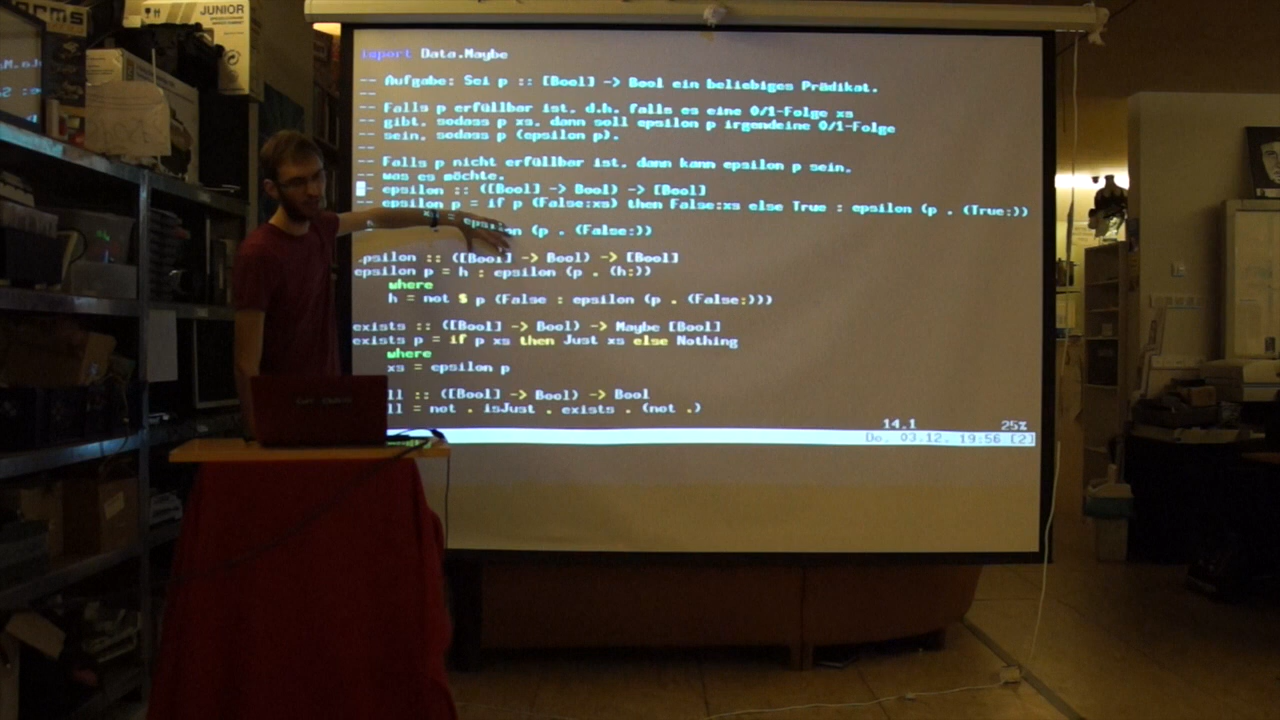 JUNIOR
import Data.Maybe
-- Aufgabe: Sei p :: [Bool] -> Bool ein beliebiges Prädikat.
--
-- Falls p erfüllbar ist, d.h. falls es eine 0/1-Folge xs
-- gibt, sodass p xs, dann soll epsilon p irgendeine 0/1-Folge
-- sein, sodass p (epsilon p).
--
-- Falls p nicht erfüllbar ist, dann kann epsilon p sein,
-- was es möchte.
- epsilon :: ([Bool] -> Bool) -> [Bool]
-- epsilon p = if p (False:xs) then False:xs else True : epsilon (p . (True:))
= epsilon (p . (False:))
.psilon :: ([Bool] -> Bool) -> [Bool]
epsilon p = h : epsilon (p . (h:))
where
h = not $ p (False : epsilon (p . (False:)))
exists :: ([Bool] -> Bool) -> Maybe [Bool]
exists p = if p xs then Just xs else Nothing
where
xs = epsilon p
ll :: ([Bool] -> Bool) -> Bool
ll = not . isJust . exists . (not .)
14,1 25%
Do, 03.12. 19:56 [2]